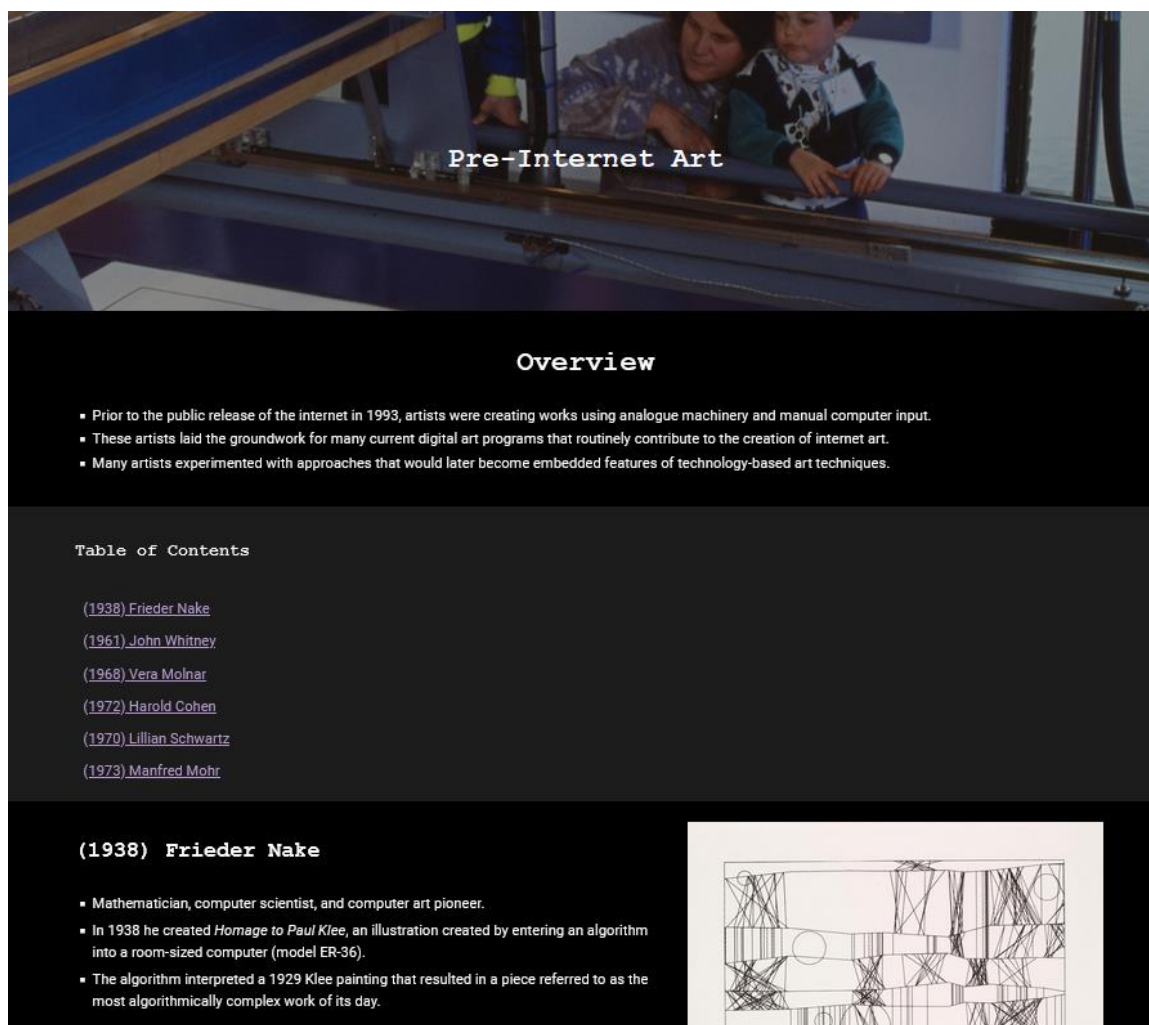 Pre-Internet Art
Overview
▪ Prior to the public release of the internet in 1993, artists were creating works using analogue machinery and manual computer input.
▪ These artists laid the groundwork for many current digital art programs that routinely contribute to the creation of internet art.
▪ Many artists experimented with approaches that would later become embedded features of technology-based art techniques.
Table of Contents
(1938) Frieder Nake
(1961) John Whitney
(1968) Vera Molnar
(1972) Harold Cohen
(1970) Lillian Schwartz
(1973) Manfred Mohr
(1938) Frieder Nake
▪ Mathematician, computer scientist, and computer art pioneer.
▪ In 1938 he created Homage to Paul Klee, an illustration created by entering an algorithm
into a room-sized computer (model ER-36).
▪ The algorithm interpreted a 1929 Klee painting that resulted in a piece referred to as the
most algorithmically complex work of its day.